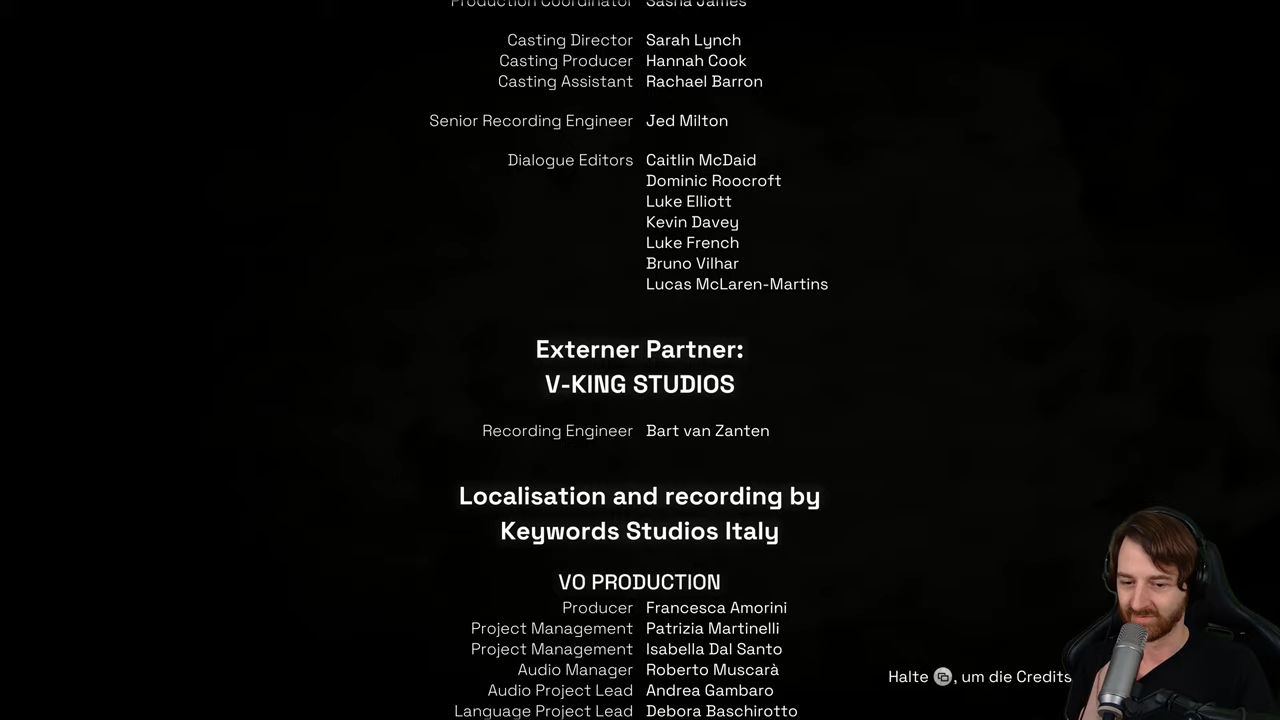 Production Coordinator Sasha James
Casting Director Sarah Lynch
Casting Producer Hannah Cook
Casting Assistant Rachael Barron
Senior Recording Engineer Jed Milton
Dialogue Editors Caitlin McDaid
Dominic Roocroft
Luke Elliott
Kevin Davey
Luke French
Bruno Vilhar
Lucas McLaren-Martins
Externer Partner:
V-KING STUDIOS
Recording Engineer Bart van Zanten
Localisation and recording by
Keywords Studios Italy
VO PRODUCTION
Producer Francesca Amorini
Project Management Patrizia Martinelli
Project Management Isabella Dal Santo
Audio Manager Roberto Muscarà
Halte , um die Credits
Audio Project Lead Andrea Gambaro
Language Project Lead Debora Baschirotto